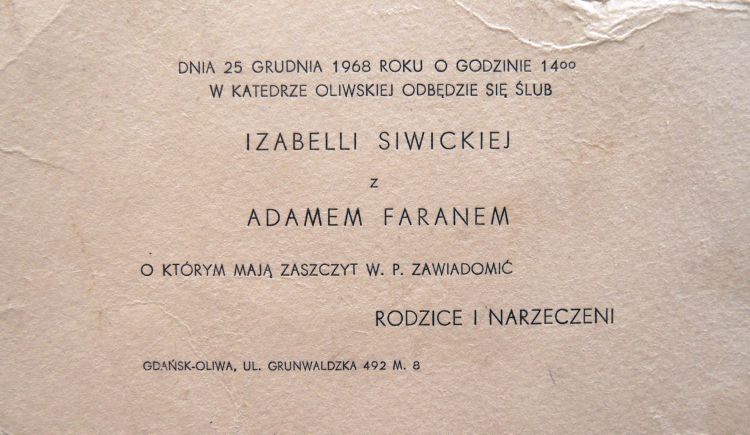 DNIA 25 GRUDNIA 1968 ROKU O GODZINIE 14⁰⁰
W KATEDRZE OLIWSKIEJ ODBĘDZIE SIĘ ŚLUB
IZABELLI SIWICKIEJ
Z
ADAMEM FARANEM
O KTÓRYM MAJĄ ZASZCZYT W. P. ZAWIADOMIĆ
RODZICE I NARZECZENI
GDAŃSK-OLIWA, UL. GRUNWALDZKA 492 M. 8